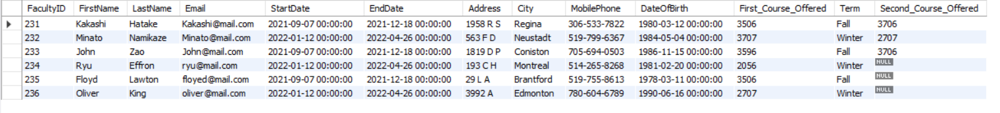 FacultyID FirstName LastName Email StartDate EndDate Address City MobilePhone DateOfBirth First_Course_Offered Term Second_Course_Offered
231 Kakashi Hatake Kakashi@mail.com 2021-09-07 00:00:00 2021-12-18 00:00:00 1958 R S Regina 306-533-7822 1980-03-12 00:00:00 3506 Fall 3706
232 Minato Namikaze Minato@mail.com 2022-01-12 00:00:00 2022-04-26 00:00:00 563 F D Neustadt 519-799-6367 1984-05-04 00:00:00 3707 Winter 2707
233 John Zao John@mail.com 2021-09-07 00:00:00 2021-12-18 00:00:00 1819 D P Coniston 705-694-0503 1986-11-15 00:00:00 3596 Fall 3706
234 Ryu Effron ryu@mail.com 2022-01-12 00:00:00 2022-04-26 00:00:00 193 C H Montreal 514-265-8268 1981-02-20 00:00:00 2056 Winter NULL
235 Floyd Lawton floyed@mail.com 2021-09-07 00:00:00 2021-12-18 00:00:00 29 L A Brantford 519-755-8613 1978-03-11 00:00:00 3506 Fall NULL
236 Oliver King oliver@mail.com 2022-01-12 00:00:00 2022-04-26 00:00:00 3992 A Edmonton 780-604-6789 1990-06-16 00:00:00 2707 Winter NULL